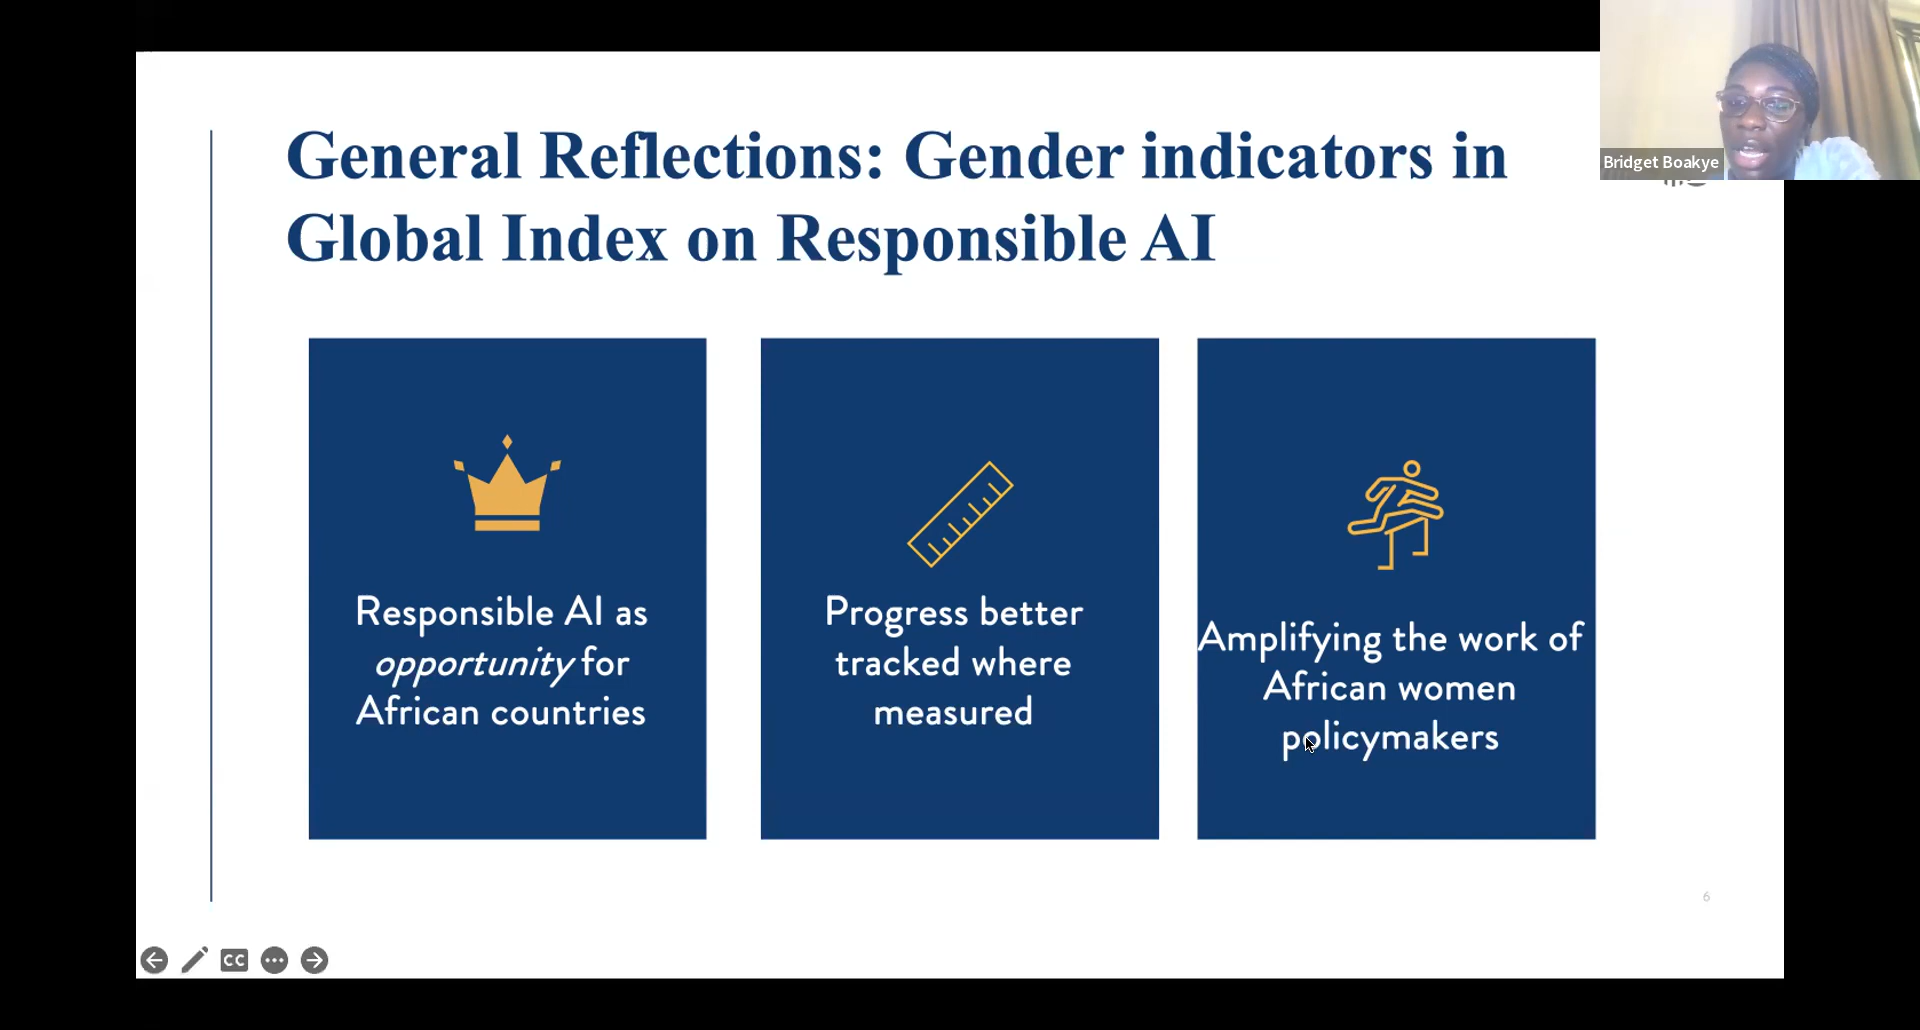 General Reflections: Gender indicators in
Global Index on Responsible AI
Bridget Boakye
Responsible AI as
opportunity for
African countries
Progress better
tracked where
measured
Amplifying the work of
African women
policymakers
6
CC